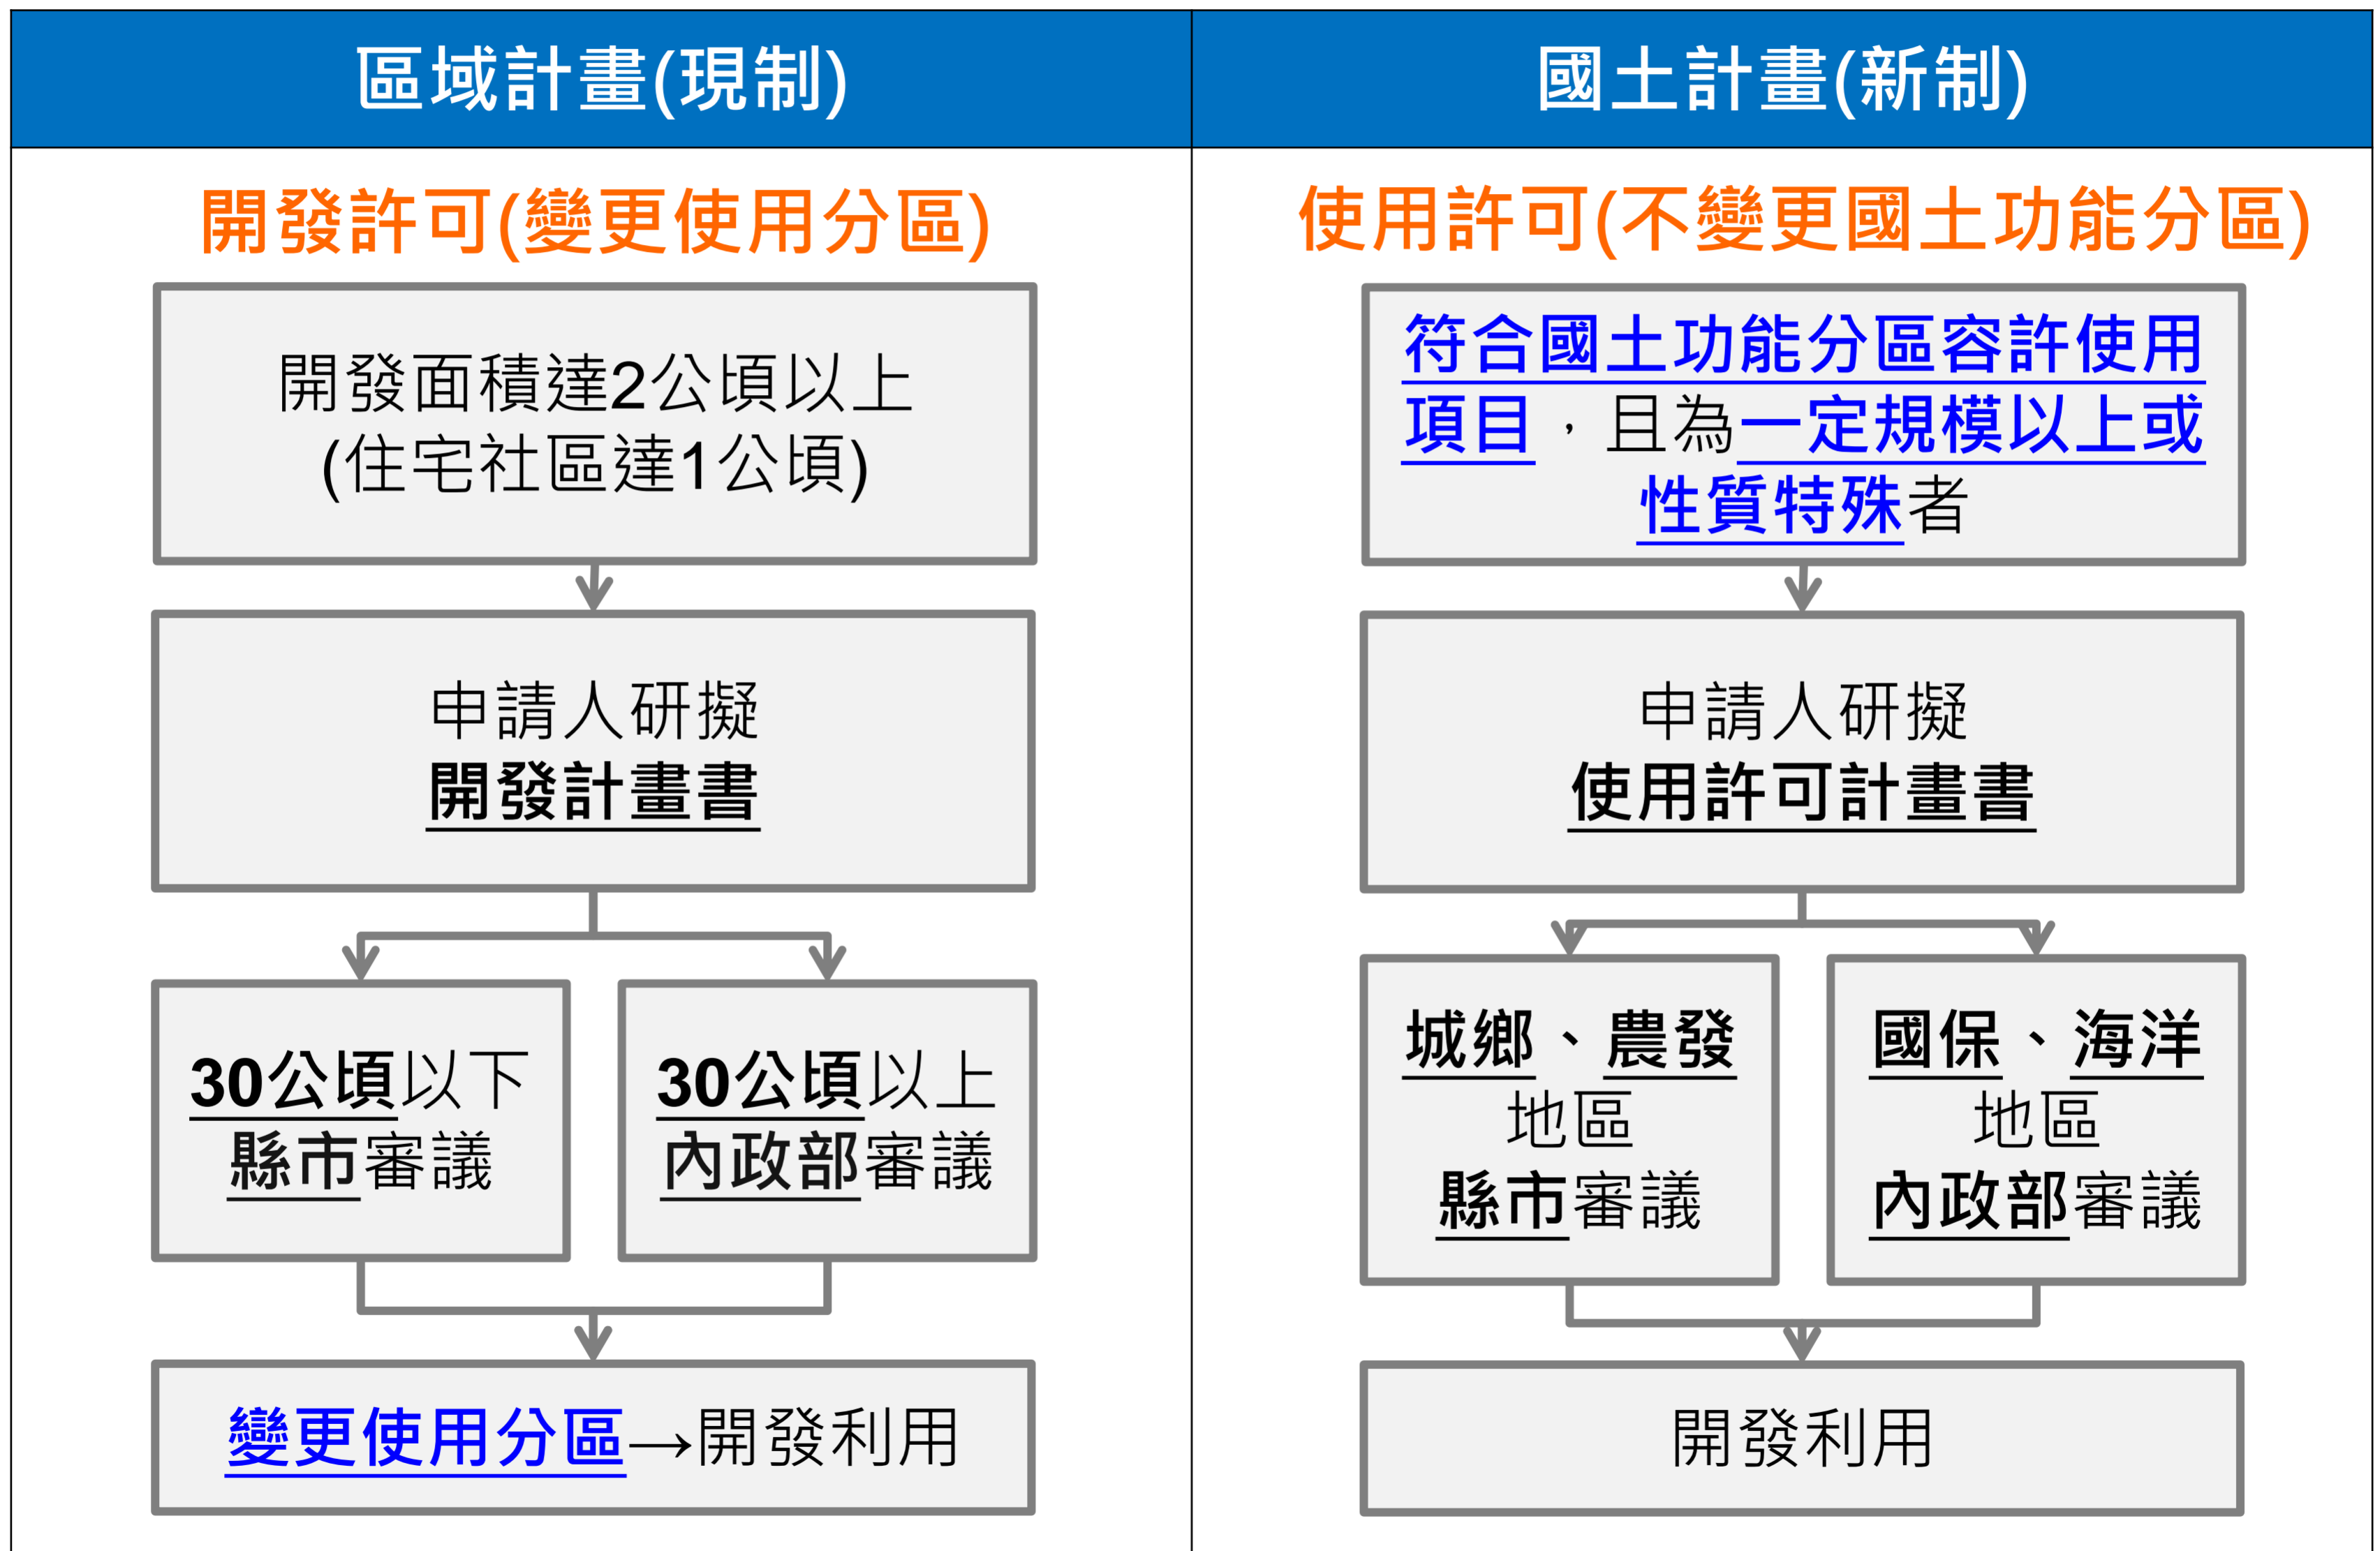 區域計畫(現制)
國土計畫(新制)
開發許可(變更使用分區)
開發面積達2公頃以上
(住宅社區達1公頃)
申請人研擬
開發計畫書
30公頃以下
縣市審議
30公頃以上
內政部審議
變更使用分區→開發利用
使用許可(不變更國土功能分區)
符合國土功能分區容許使用
項目，且為一定規模以上或
性質特殊者
申請人研擬
使用許可計畫書
城鄉、農發
地區
縣市審議
國保、海洋
地區
內政部審議
開發利用